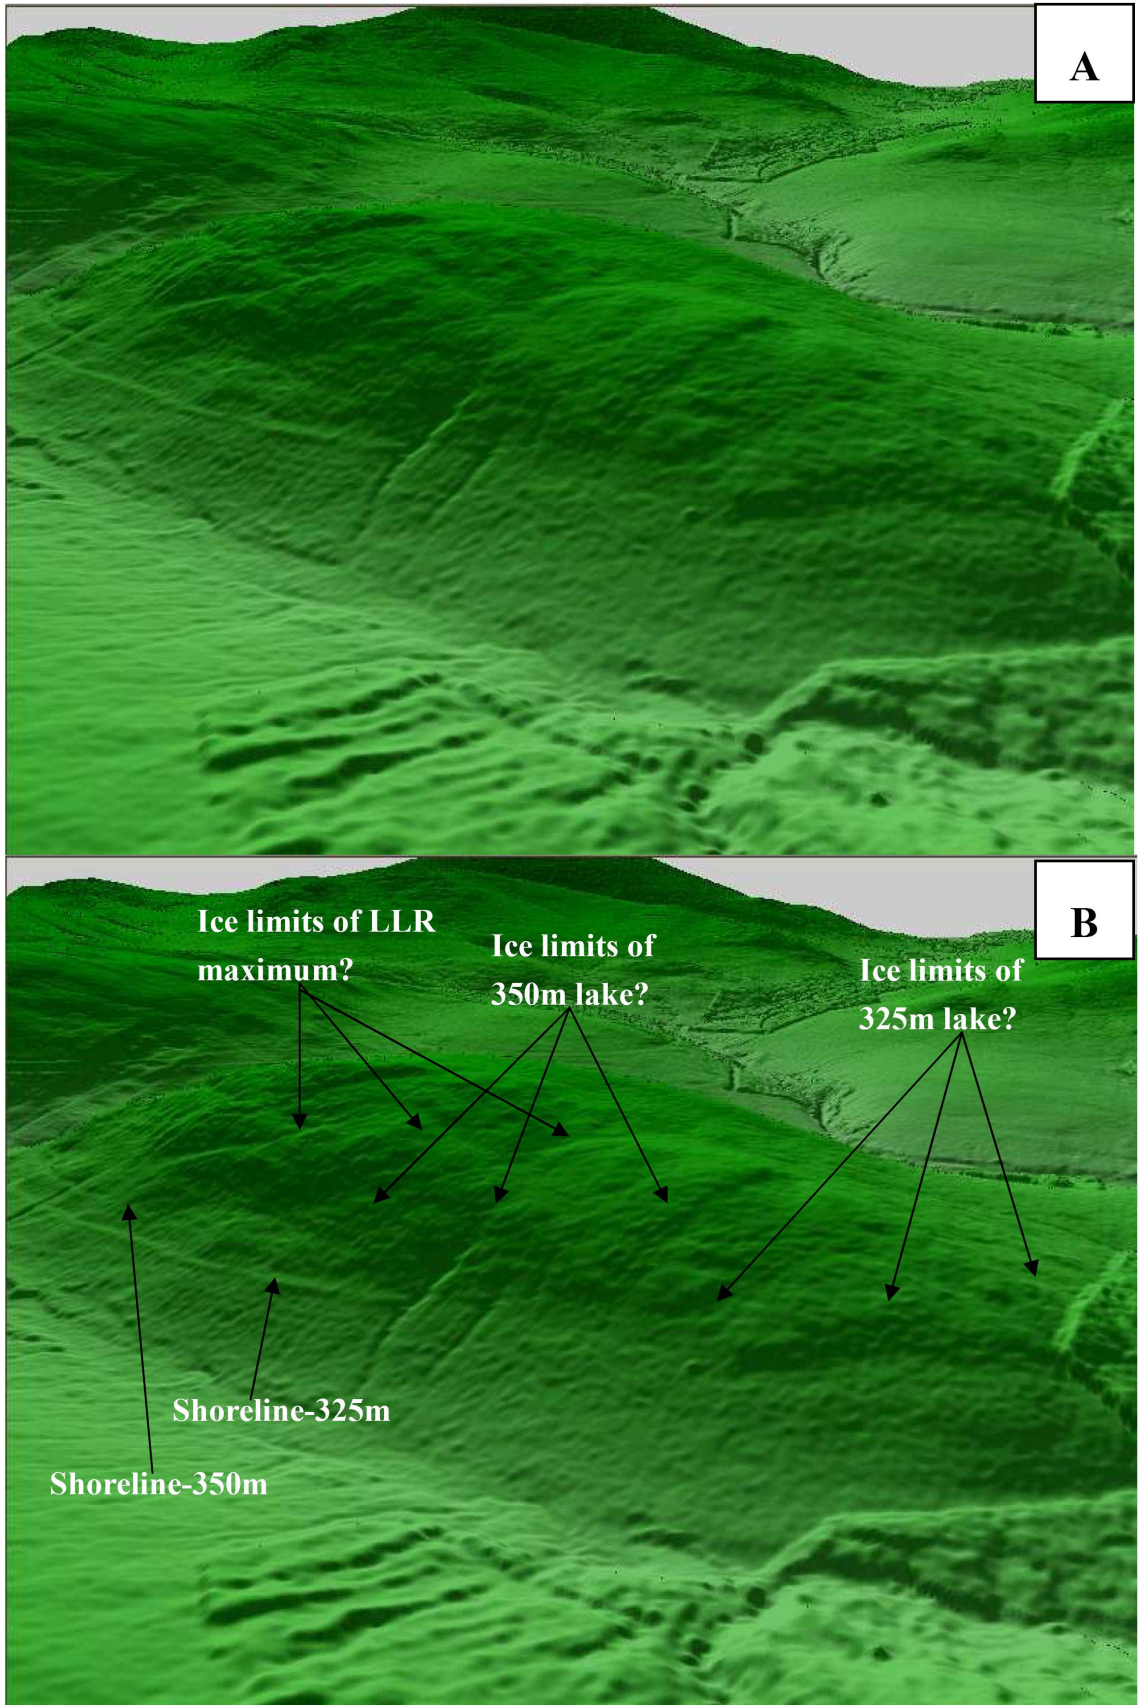 A
B
Ice limits of LLR
maximum?
Ice limits of
350m lake?
Ice limits of
325m lake?
Shoreline-325m
Shoreline-350m